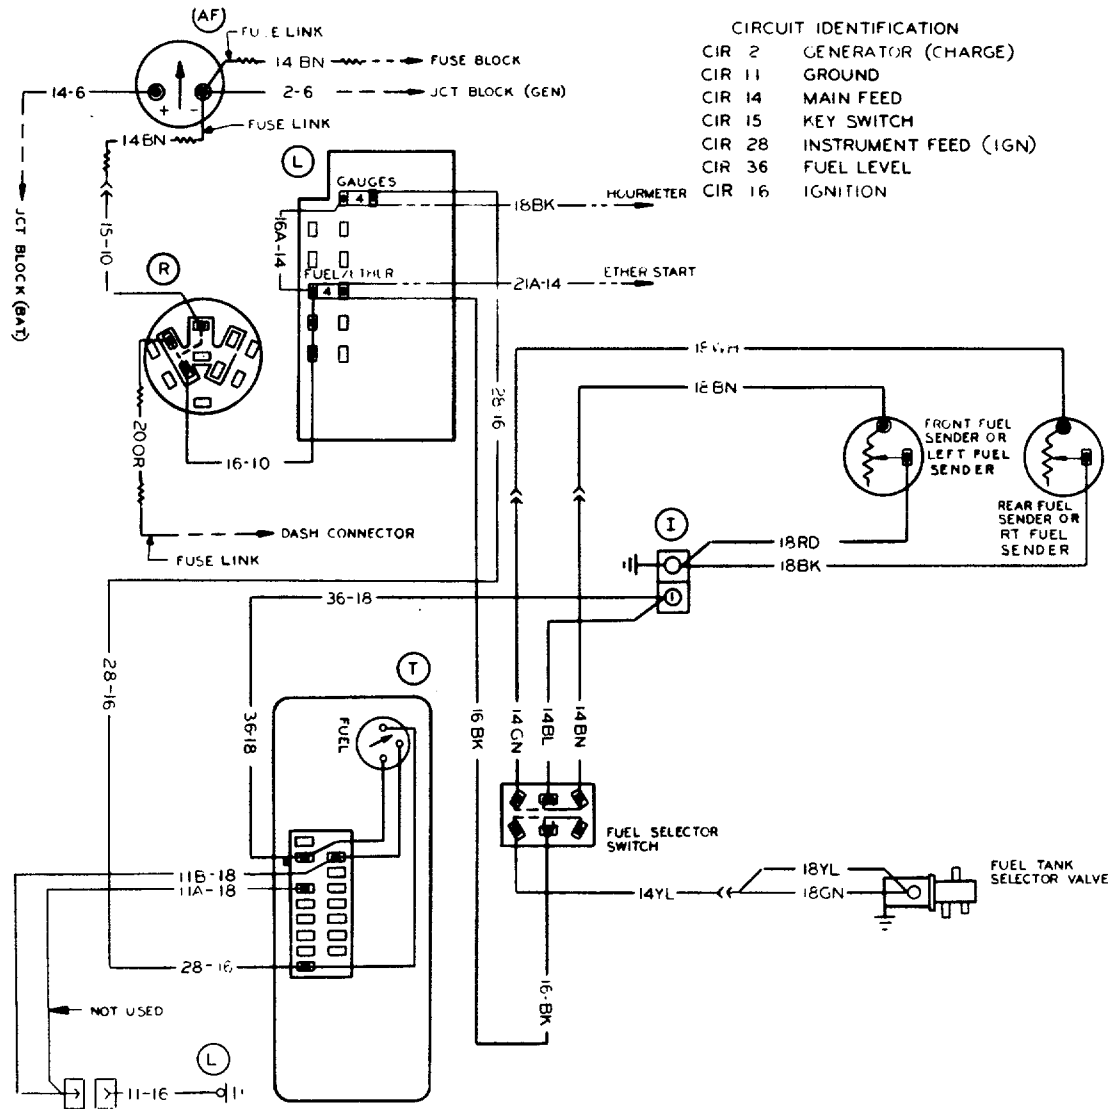 AF
FUSE LINK
14 BN
FUSE BLOCK
14-6
2-6
JCT BLOCK (GEN)
+ -
FUSE LINK
14BN
CIRCUIT IDENTIFICATION
CIR 2 GENERATOR (CHARGE)
CIR 11 GROUND
CIR 14 MAIN FEED
CIR 15 KEY SWITCH
CIR 28 INSTRUMENT FEED (IGN)
CIR 36 FUEL LEVEL
CIR 16 IGNITION
JCT BLOCK (BAT)
15-10
L
GAUGES
4
18BK
HOURMETER
16A-14
R
FUEL/ETHER
4
21A-14
ETHER START
18WH
18BN
28-16
200R
16-10
FRONT FUEL
SENDER OR
LEFT FUEL
SENDER
REAR FUEL
SENDER OR
RT FUEL
SENDER
DASH CONNECTOR
FUSE LINK
I
18RD
18BK
36-18
28-16
T
36-18
FUEL
16BK
14GN
14BL
14BN
FUEL SELECTOR
SWITCH
11B-18
11A-18
14YL
18YL
18GN
FUEL TANK
SELECTOR VALVE
28-16
16-BK
NOT USED
L
11-16